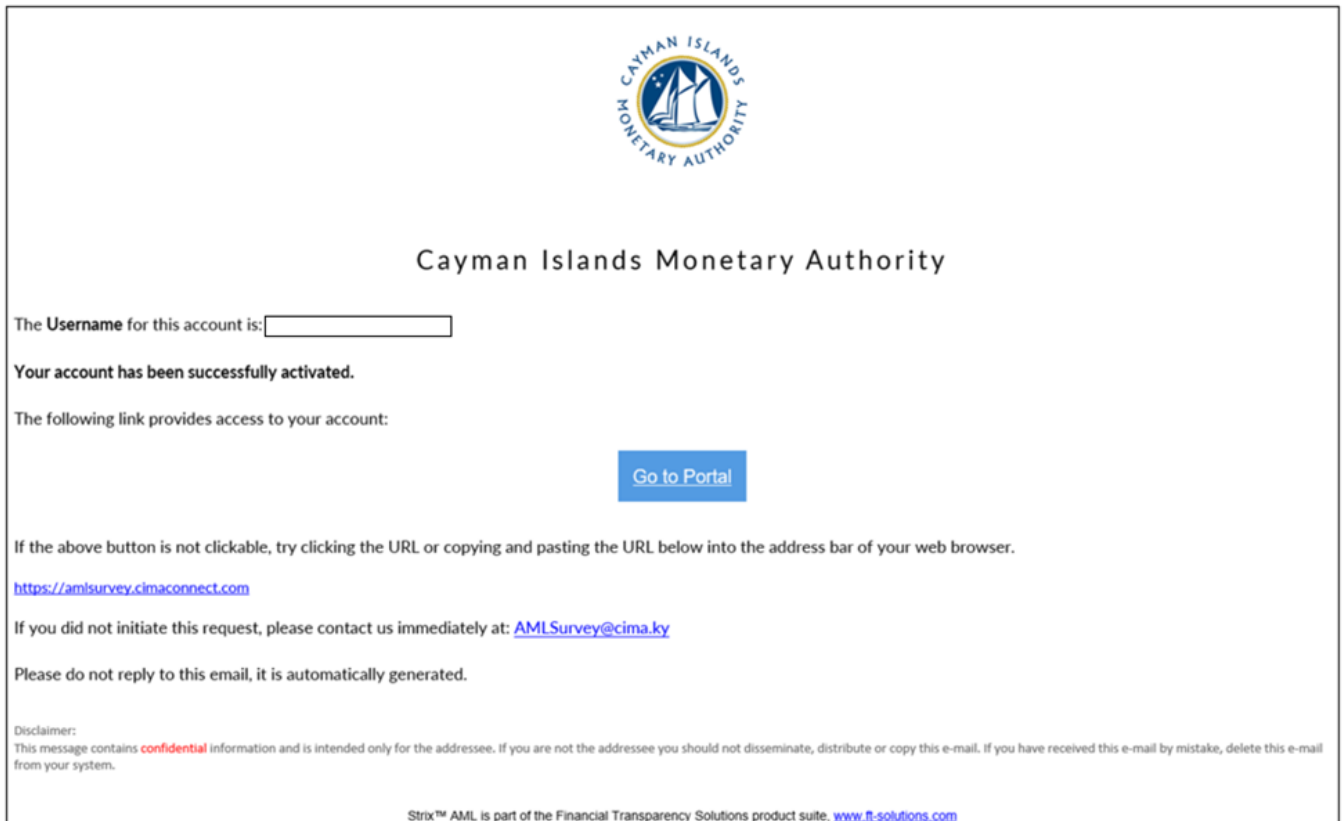 CAYMAN ISLANDS
MONETARY AUTHORITY
Cayman Islands Monetary Authority
The Username for this account is:
Your account has been successfully activated.
The following link provides access to your account:
Go to Portal
If the above button is not clickable, try clicking the URL or copying and pasting the URL below into the address bar of your web browser.
https://amlsurvey.cimaconnect.com
If you did not initiate this request, please contact us immediately at: AMLSurvey@cima.ky
Please do not reply to this email, it is automatically generated.
Disclaimer:
This message contains confidential information and is intended only for the addressee. If you are not the addressee you should not disseminate, distribute or copy this e-mail. If you have received this e-mail by mistake, delete this e-mail
from your system.
Strix™ AML is part of the Financial Transparency Solutions product suite, www.ft-solutions.com